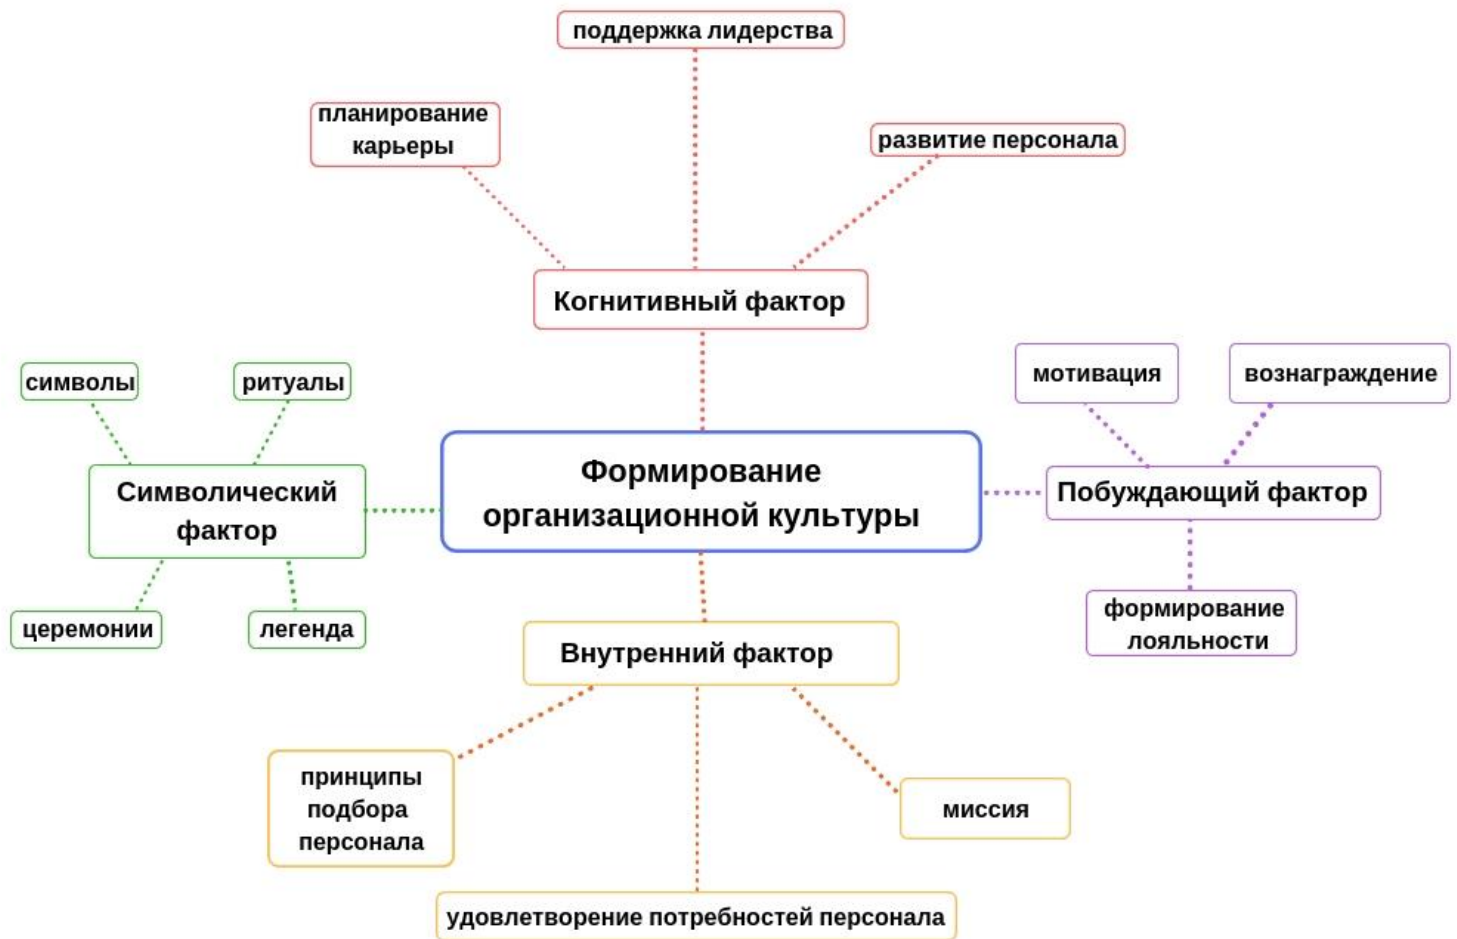 поддержка лидерства
планирование
карьеры
развитие персонала
Когнитивный фактор
символы
ритуалы
мотивация
вознаграждение
Символический
фактор
Формирование
организационной культуры
Побуждающий фактор
церемонии
легенда
формирование
лояльности
Внутренний фактор
принципы
подбора
персонала
миссия
удовлетворение потребностей персонала